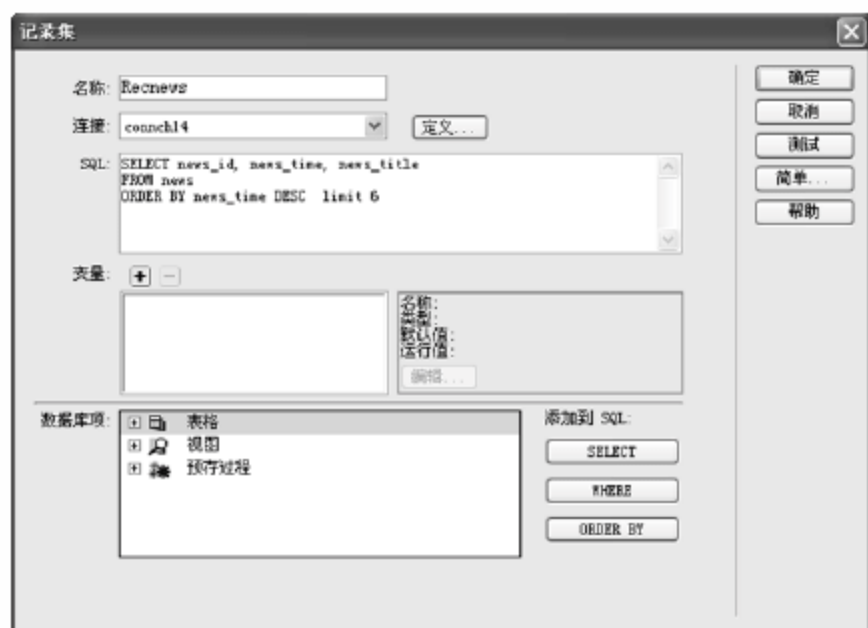 记录集
名称: Recnews
确定
连接: connch14 定义...
取消
测试
SQL: SELECT news_id, news_time, news_title
FROM news
ORDER BY news_time DESC limit 6
简单...
帮助
变量:
名称:
类型:
默认值:
运行值:
编辑...
数据库项: 表格
视图
预存过程
添加到 SQL:
SELECT
WHERE
ORDER BY